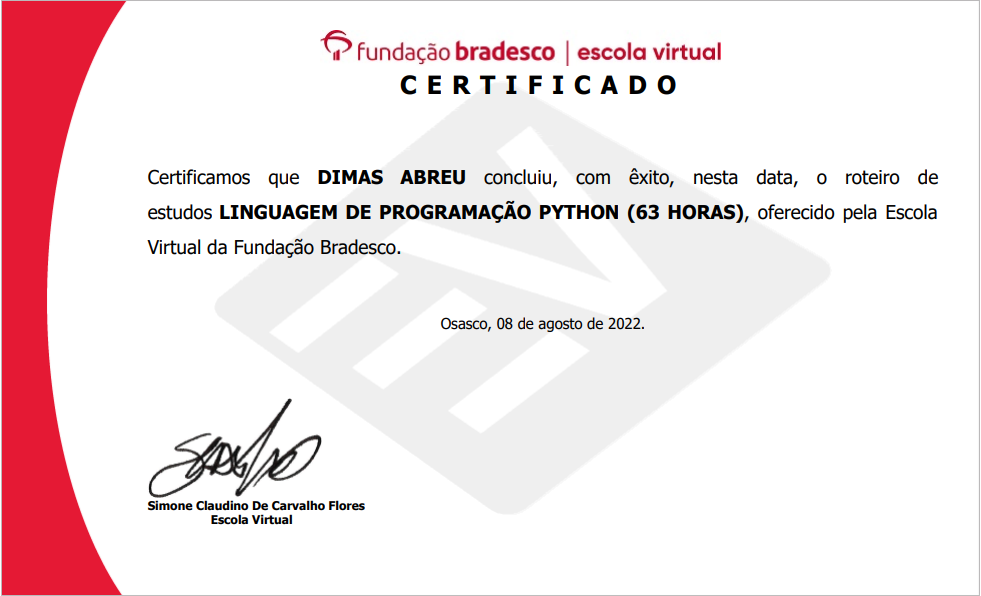 fundação bradesco | escola virtual
CERTIFICADO
Certificamos que DIMAS ABREU concluiu, com êxito, nesta data, o roteiro de
estudos LINGUAGEM DE PROGRAMAÇÃO PYTHON (63 HORAS), oferecido pela Escola
Virtual da Fundação Bradesco.
Osasco, 08 de agosto de 2022.
Simone Claudino De Carvalho Flores
Escola Virtual